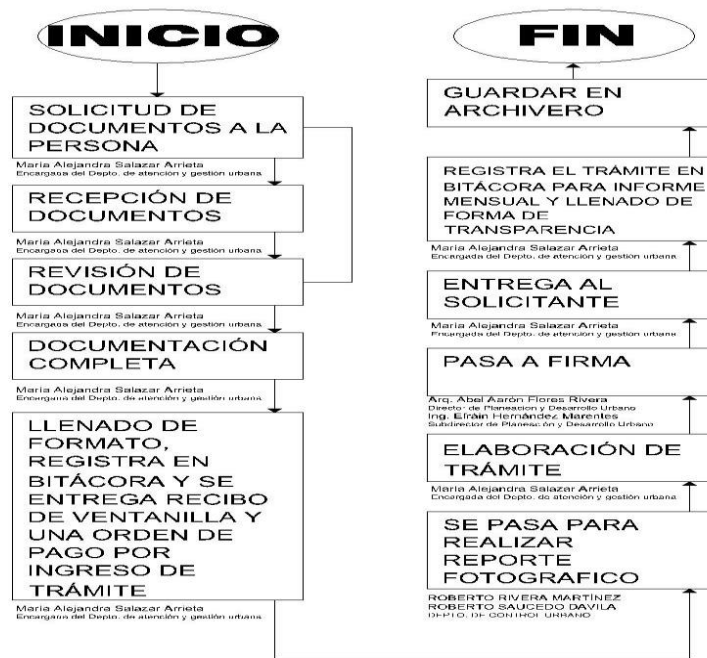 INICIO
SOLICITUD DE
DOCUMENTOS A LA
PERSONA
María Alejandra Salazar Arrieta
Encargada del Depto. de atención y gestión urbana
RECEPCIÓN DE
DOCUMENTOS
María Alejandra Salazar Arrieta
Encargada del Depto. de atención y gestión urbana
REVISIÓN DE
DOCUMENTOS
María Alejandra Salazar Arrieta
Encargada del Depto. de atención y gestión urbana
DOCUMENTACIÓN
COMPLETA
María Alejandra Salazar Arrieta
Encargada del Depto. de atención y gestión urbana
LLENADO DE
FORMATO,
REGISTRA EN
BITÁCORA Y SE
ENTREGA RECIBO
DE VENTANILLA Y
UNA ORDEN DE
PAGO POR
INGRESO DE
TRÁMITE
María Alejandra Salazar Arrieta
Encargada del Depto. de atención y gestión urbana
FIN
GUARDAR EN
ARCHIVERO
REGISTRA EL TRÁMITE EN
BITÁCORA PARA INFORME
MENSUAL Y LLENADO DE
FORMA DE
TRANSPARENCIA
María Alejandra Salazar Arrieta
Encargada del Depto. de atención y gestión urbana
ENTREGA AL
SOLICITANTE
María Alejandra Salazar Arrieta
Encargada del Depto. de atención y gestión urbana
PASA A FIRMA
Arq. Abel Aarón Flores Rivera
Director de Planeacion y Desarrollo Urbano
Ing. Efraín Hernández Marentes
Subdirector de Planeación y Desarrollo Urbano
ELABORACIÓN DE
TRÁMITE
María Alejandra Salazar Arrieta
Encargada del Depto. de atención y gestión urbana
SE PASA PARA
REALIZAR
REPORTE
FOTOGRAFICO
ROBERTO RIVERA MARTÍNEZ
ROBERTO SAUCEDO DAVILA
DEPTO. DE CONTROL URBANO